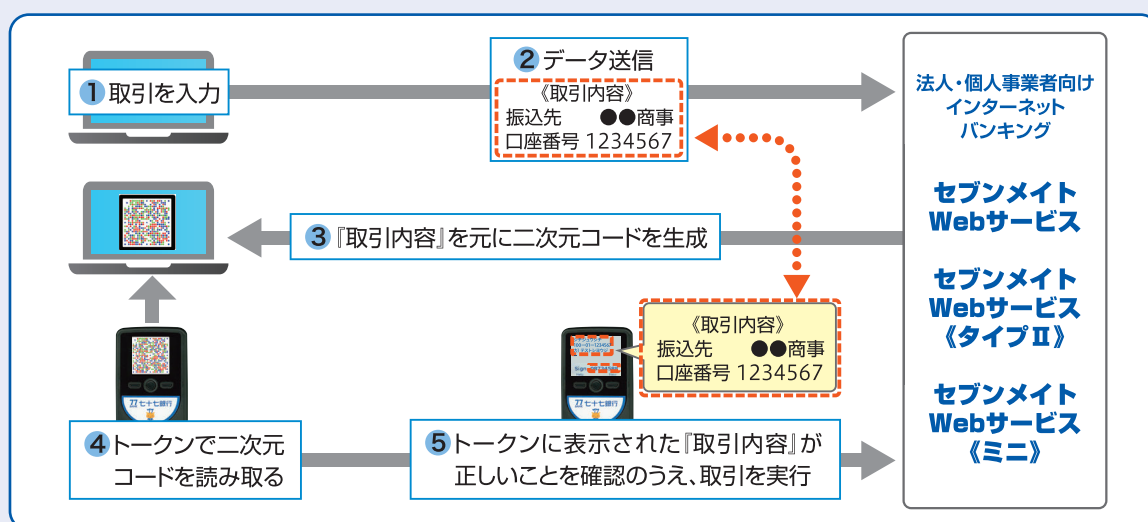 ❶取引を入力
❷データ送信
《取引内容》
振込先 ●●商事
口座番号 1234567
法人・個人事業者向け
インターネット
バンキング
セブンメイト
Webサービス
❸『取引内容』を元に二次元コードを生成
セブンメイト
Webサービス
《タイプⅡ》
《取引内容》
振込先 ●●商事
口座番号 1234567
セブンメイト
Webサービス
《ミニ》
七十七銀行
七十七銀行
❹トークンで二次元
コードを読み取る
❺トークンに表示された『取引内容』が
正しいことを確認のうえ、取引を実行